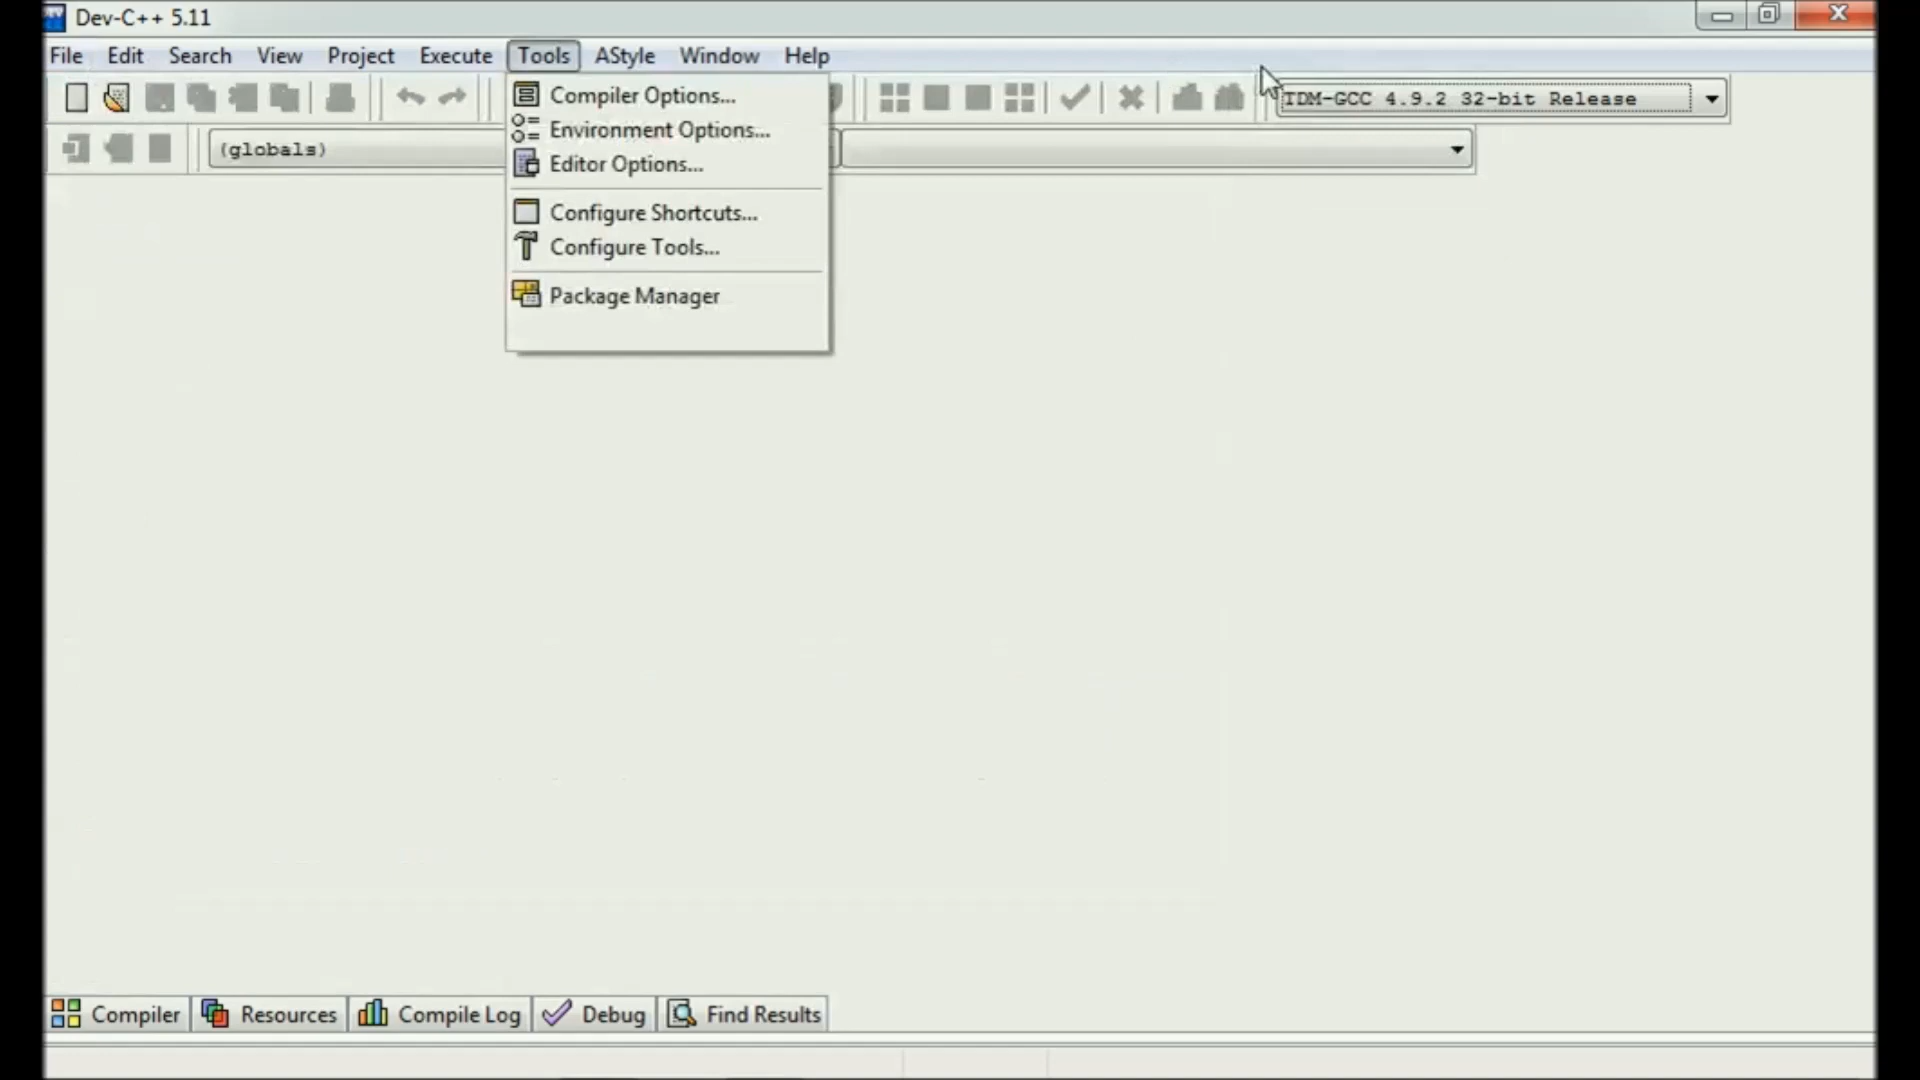 Dev-C++ 5.11
File Edit Search View Project Execute Tools AStyle Window Help
Compiler Options...
TDM-GCC 4.9.2 32-bit Release
Environment Options...
(globals)
Editor Options...
Configure Shortcuts...
Configure Tools...
Package Manager
Compiler Resources Compile Log Debug Find Results